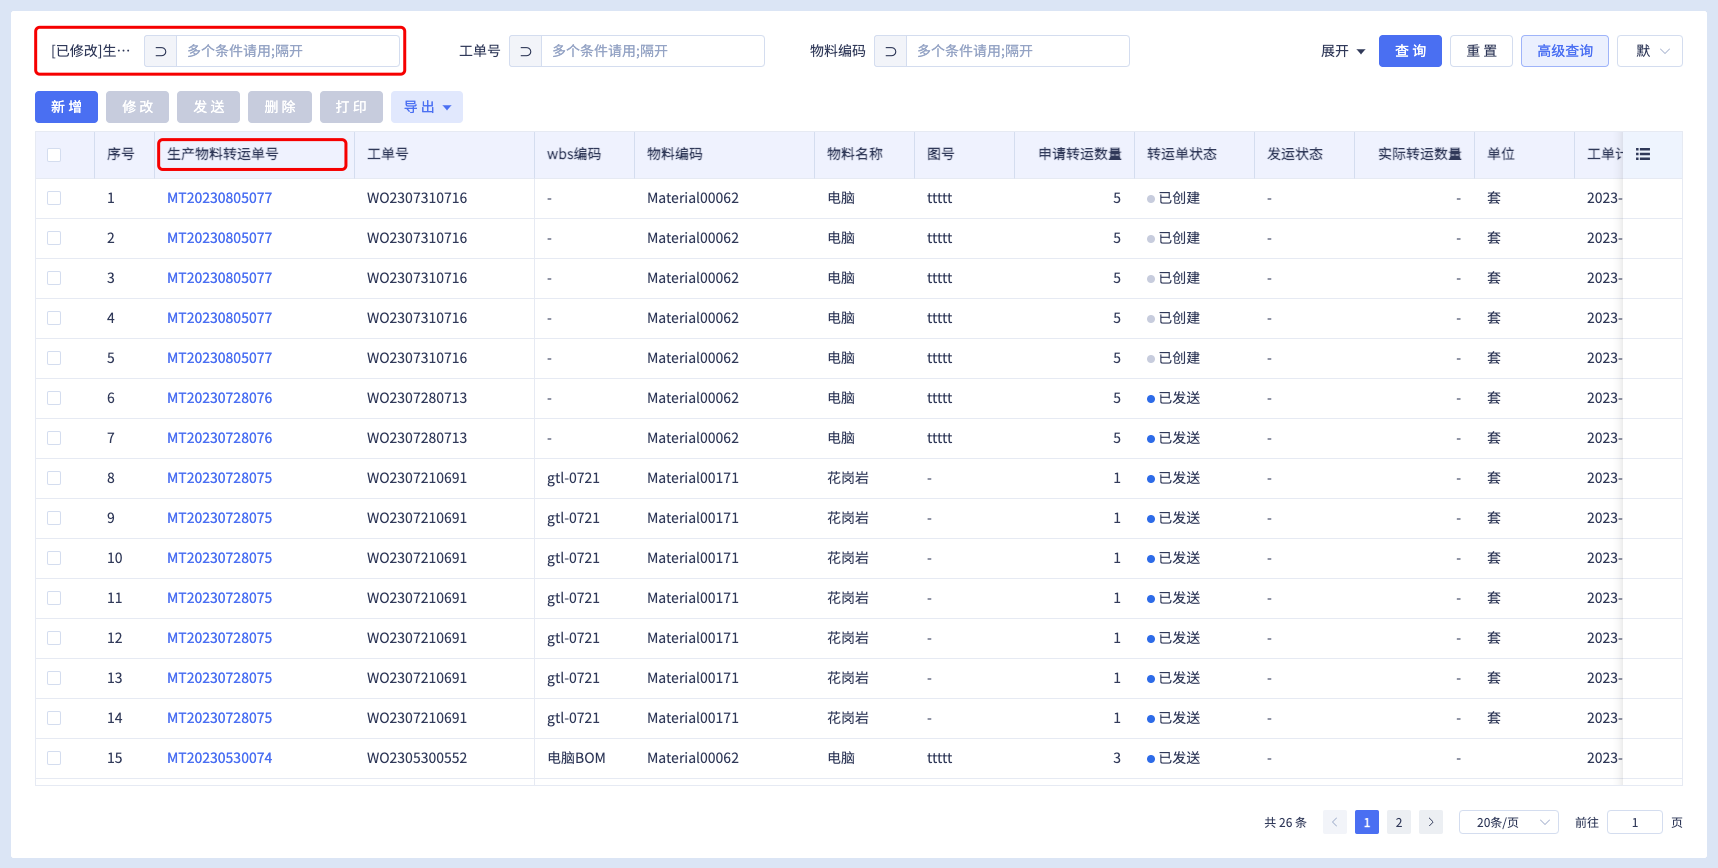 [已修改]生… ⊃ 多个条件请用;隔开 工单号 ⊃ 多个条件请用;隔开 物料编码 ⊃ 多个条件请用;隔开 展开 查询 重置 高级查询 默
新增 修改 发送 删除 打印 导出
序号 生产物料转运单号 工单号 wbs编码 物料编码 物料名称 图号 申请转运数量 转运单状态 发运状态 实际转运数量 单位 工单
1 MT20230805077 WO2307310716 - Material00062 电脑 ttttt 5 已创建 - - 套 2023-
2 MT20230805077 WO2307310716 - Material00062 电脑 ttttt 5 已创建 - - 套 2023-
3 MT20230805077 WO2307310716 - Material00062 电脑 ttttt 5 已创建 - - 套 2023-
4 MT20230805077 WO2307310716 - Material00062 电脑 ttttt 5 已创建 - - 套 2023-
5 MT20230805077 WO2307310716 - Material00062 电脑 ttttt 5 已创建 - - 套 2023-
6 MT20230728076 WO2307280713 - Material00062 电脑 ttttt 5 已发送 - - 套 2023-
7 MT20230728076 WO2307280713 - Material00062 电脑 ttttt 5 已发送 - - 套 2023-
8 MT20230728075 WO2307210691 gtl-0721 Material00171 花岗岩 - 1 已发送 - - 套 2023-
9 MT20230728075 WO2307210691 gtl-0721 Material00171 花岗岩 - 1 已发送 - - 套 2023-
10 MT20230728075 WO2307210691 gtl-0721 Material00171 花岗岩 - 1 已发送 - - 套 2023-
11 MT20230728075 WO2307210691 gtl-0721 Material00171 花岗岩 - 1 已发送 - - 套 2023-
12 MT20230728075 WO2307210691 gtl-0721 Material00171 花岗岩 - 1 已发送 - - 套 2023-
13 MT20230728075 WO2307210691 gtl-0721 Material00171 花岗岩 - 1 已发送 - - 套 2023-
14 MT20230728075 WO2307210691 gtl-0721 Material00171 花岗岩 - 1 已发送 - - 套 2023-
15 MT20230530074 WO2305300552 电脑BOM Material00062 电脑 ttttt 3 已发送 - - 2023-
共 26 条 < 1 2 > 20条/页 前往 1 页